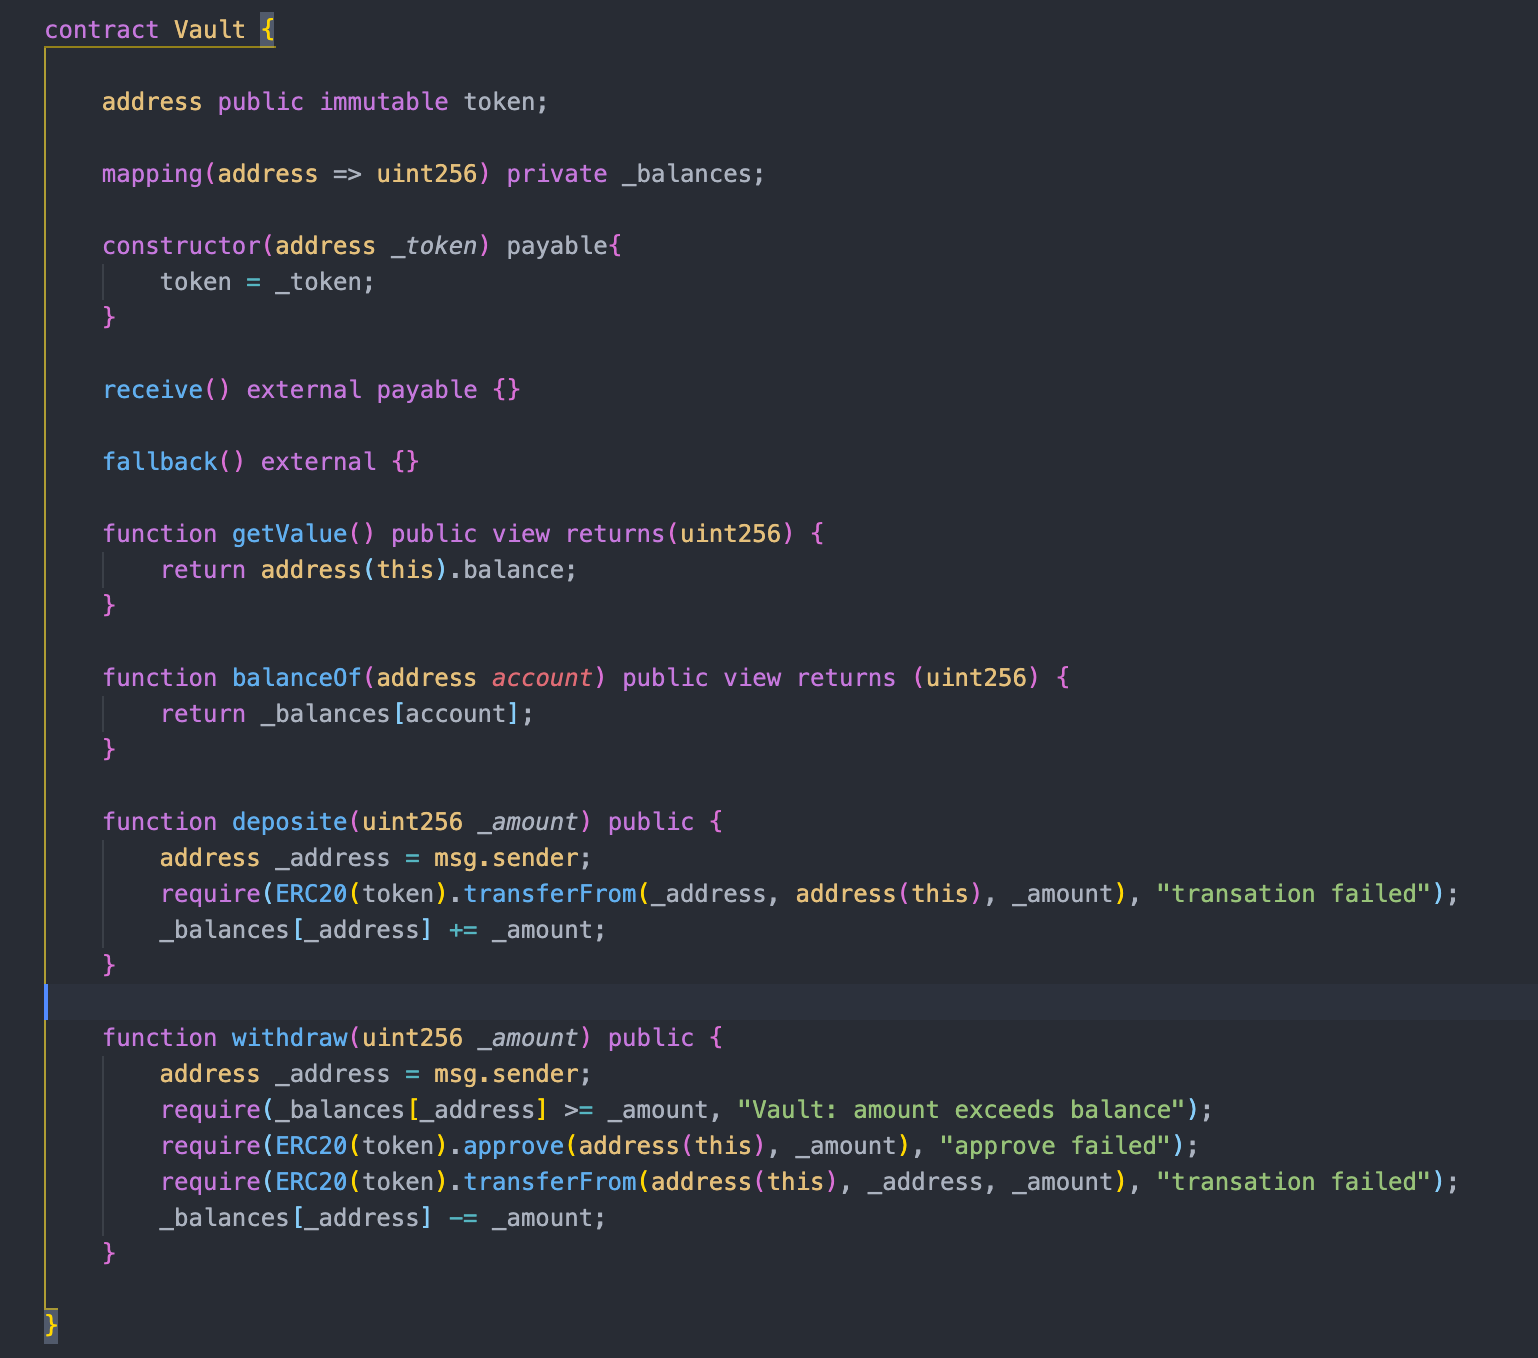 contract Vault {
address public immutable token;
mapping(address => uint256) private _balances;
constructor(address _token) payable{
token = _token;
}
receive() external payable {}
fallback() external {}
function getValue() public view returns(uint256) {
return address(this).balance;
}
function balanceOf(address account) public view returns (uint256) {
return _balances[account];
}
function deposite(uint256 _amount) public {
address _address = msg.sender;
require(ERC20(token).transferFrom(_address, address(this), _amount), "transation failed");
_balances[_address] += _amount;
}
function withdraw(uint256 _amount) public {
address _address = msg.sender;
require(_balances[_address] >= _amount, "Vault: amount exceeds balance");
require(ERC20(token).approve(address(this), _amount), "approve failed");
require(ERC20(token).transferFrom(address(this), _address, _amount), "transation failed");
_balances[_address] -= _amount;
}
}